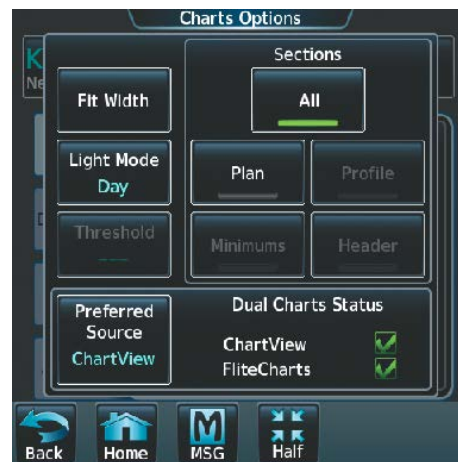 Charts Options
K
Ne
Sections
Fit Width
All
Light Mode
Day
Plan
Profile
Threshold
Minimums
Header
Preferred
Source
ChartView
Dual Charts Status
ChartView
FliteCharts
Back
Home
M
MSG
Half